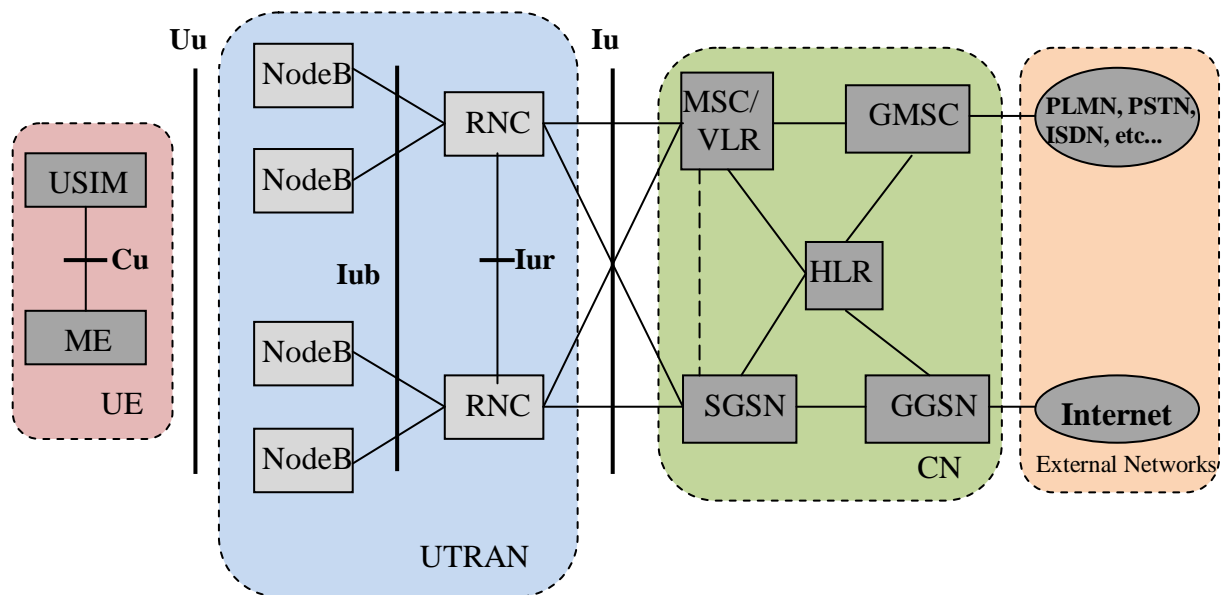 Uu
Iu
NodeB
RNC
NodeB
MSC/
VLR
GMSC
PLMN, PSTN,
ISDN, etc...
USIM
Cu
ME
UE
Iub
Iur
HLR
NodeB
RNC
NodeB
SGSN
GGSN
Internet
CN
External Networks
UTRAN